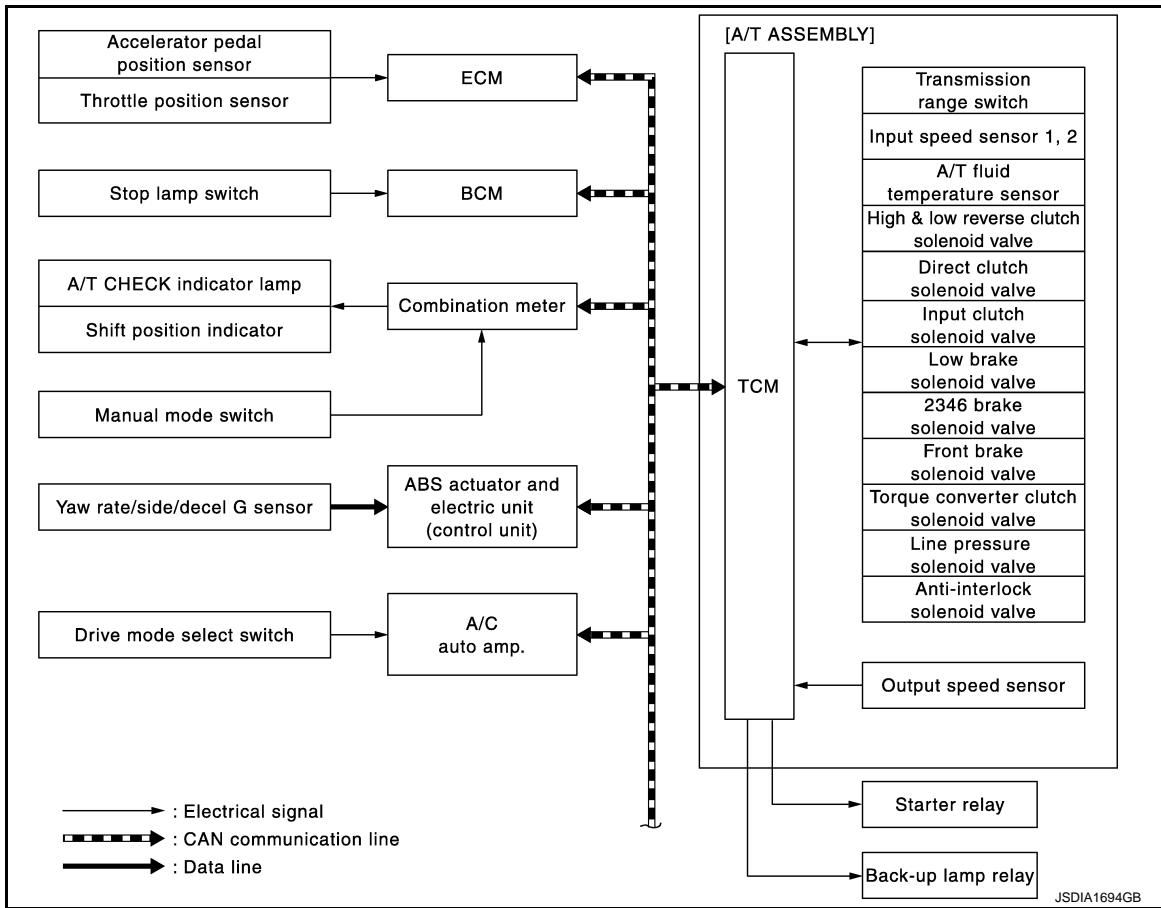 Accelerator pedal
position sensor
Throttle position sensor
ECM
Stop lamp switch
BCM
A/T CHECK indicator lamp
Shift position indicator
Combination meter
Manual mode switch
Yaw rate/side/decel G sensor
ABS actuator and
electric unit
(control unit)
Drive mode select switch
A/C
auto amp.
: Electrical signal
: CAN communication line
: Data line
[A/T ASSEMBLY]
TCM
Transmission
range switch
Input speed sensor 1, 2
A/T fluid
temperature sensor
High & low reverse clutch
solenoid valve
Direct clutch
solenoid valve
Input clutch
solenoid valve
Low brake
solenoid valve
2346 brake
solenoid valve
Front brake
solenoid valve
Torque converter clutch
solenoid valve
Line pressure
solenoid valve
Anti-interlock
solenoid valve
Output speed sensor
Starter relay
Back-up lamp relay
JSDIA1694GB